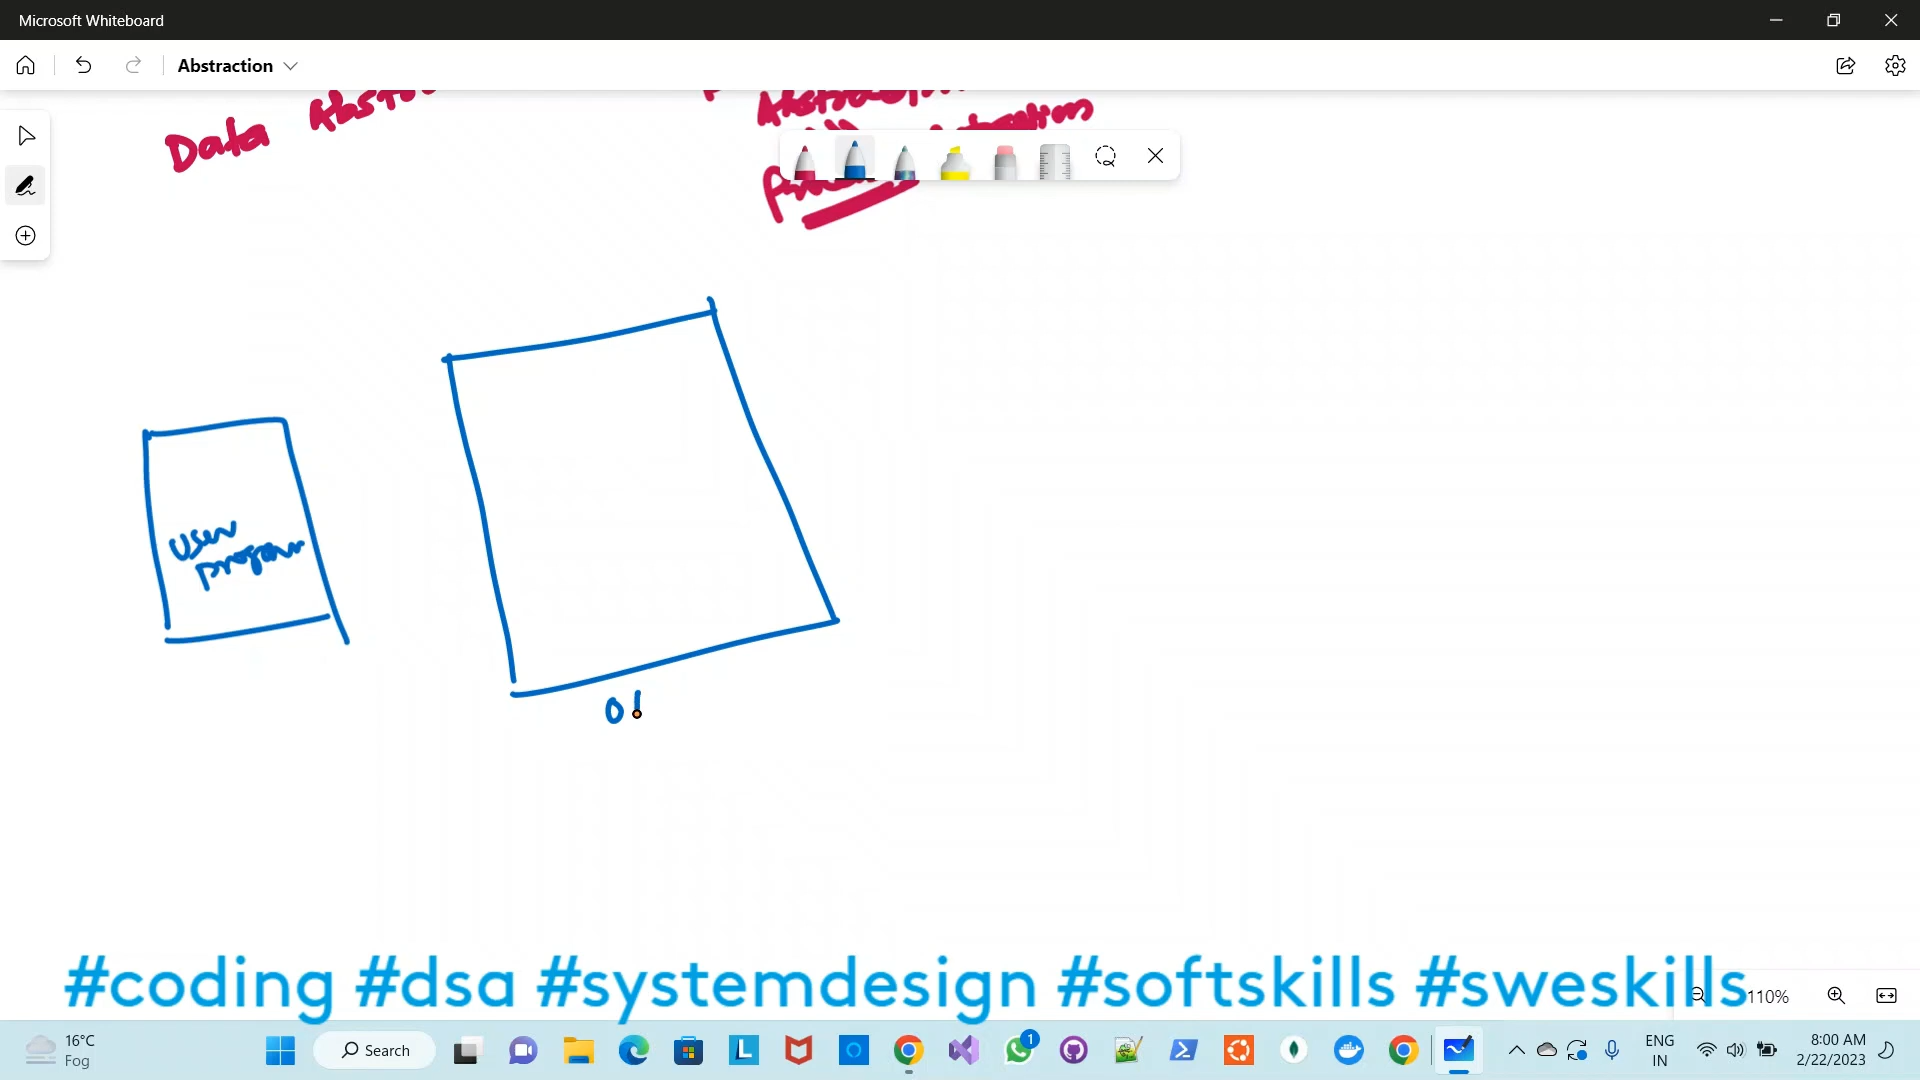 Microsoft Whiteboard
Abstraction
Data
User
program
#coding #dsa #systemdesign #softskills #sweskills
110%
16°C
Fog
Search
1
ENG
IN
8:00 AM
2/22/2023